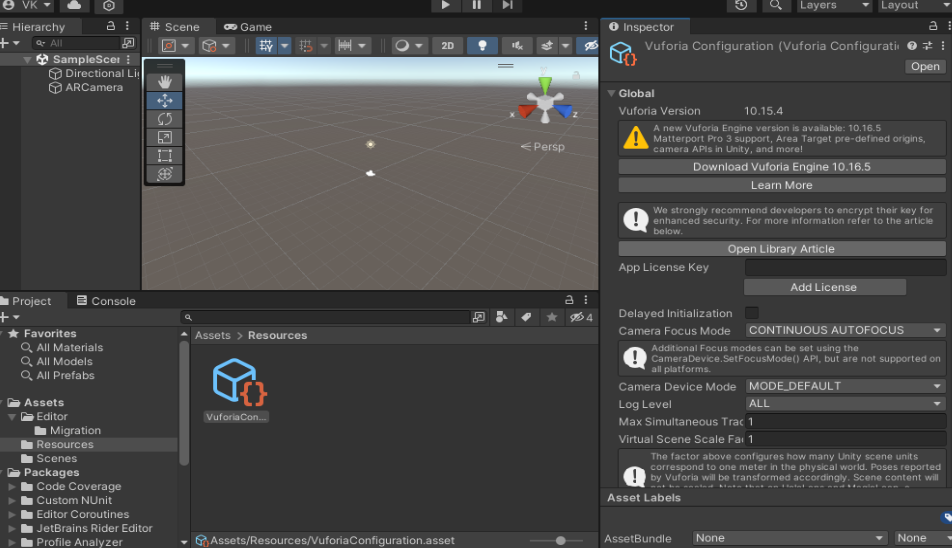 VK
Layers
Layout
Hierarchy
All
SampleScer
Directional Li
ARCamera
Scene
Game
2D
x
z
Persp
Project
Console
4
Favorites
All Materials
All Models
All Prefabs
Assets
Editor
Migration
Resources
Scenes
Packages
Code Coverage
Custom NUnit
Editor Coroutines
JetBrains Rider Editor
Profile Analyzer
Assets > Resources
VuforiaCon...
Assets/Resources/VuforiaConfiguration.asset
Inspector
Vuforia Configuration (Vuforia Configurati
Open
Global
Vuforia Version 10.15.4
A new Vuforia Engine version is available: 10.16.5
Matterport Pro 3 support, Area Target pre-defined origins,
camera APIs in Unity, and more!
Download Vuforia Engine 10.16.5
Learn More
We strongly recommend developers to encrypt their key for
enhanced security. For more information refer to the article
below.
Open Library Article
App License Key
Add License
Delayed Initialization
Camera Focus Mode CONTINUOUS AUTOFOCUS
Additional Focus modes can be set using the
CameraDevice.SetFocusMode() API, but are not supported on
all platforms.
Camera Device Mode MODE_DEFAULT
Log Level ALL
Max Simultaneous Trac 1
Virtual Scene Scale Fac 1
The factor above configures how many Unity scene units
correspond to one meter in the physical world. Poses reported
by Vuforia will be transformed accordingly. Scene content will
Asset Labels
AssetBundle None None